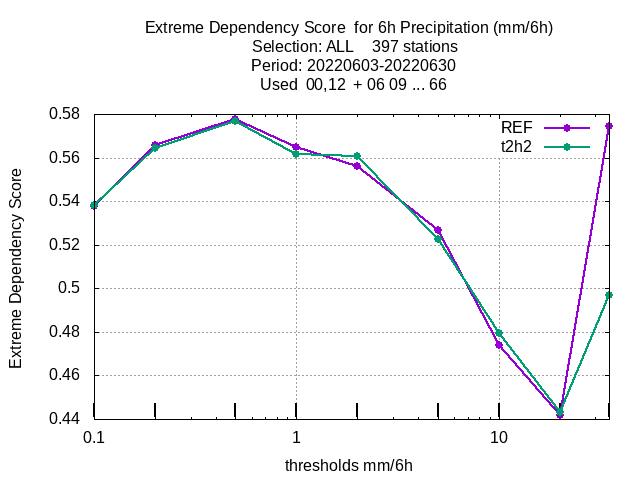 Extreme Dependency Score  for 6h Precipitation (mm/6h)
Selection: ALL    397 stations
Period: 20220603-20220630
Used  00,12  + 06 09 ... 66
REF
t2h2
0.58
0.56
0.54
0.52
0.5
0.48
0.46
0.44
Extreme Dependency Score
0.1 1 10
thresholds mm/6h